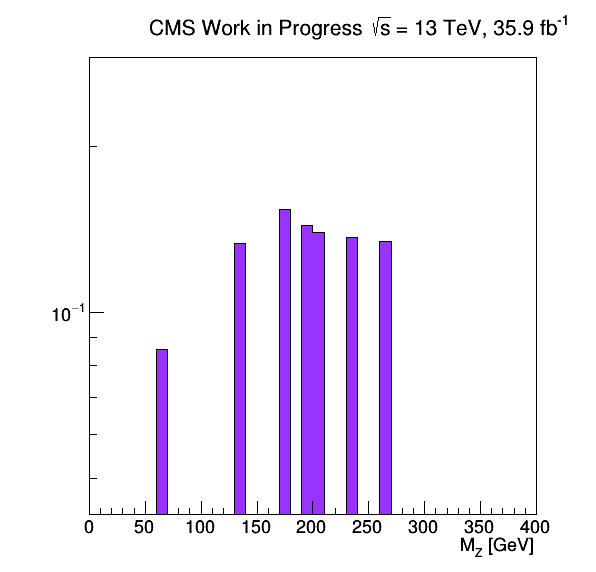 CMS Work in Progress √s = 13 TeV, 35.9 fb⁻¹
10⁻¹
0 50 100 150 200 250 300 350 400
M_Z [GeV]